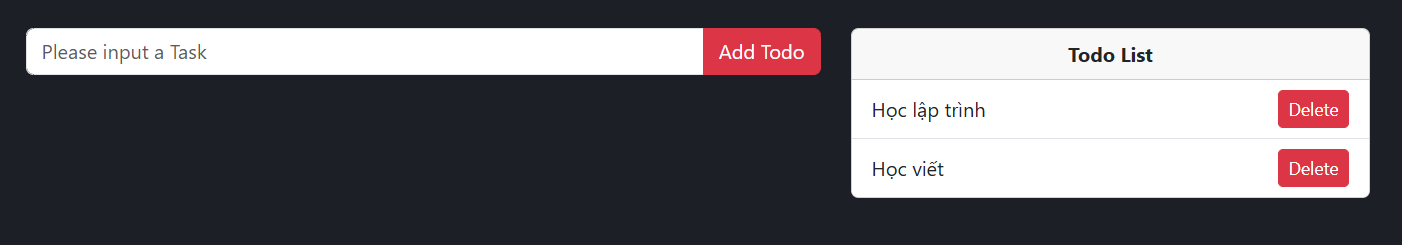 Please input a Task
Add Todo
Todo List
Học lập trình
Delete
Học viết
Delete